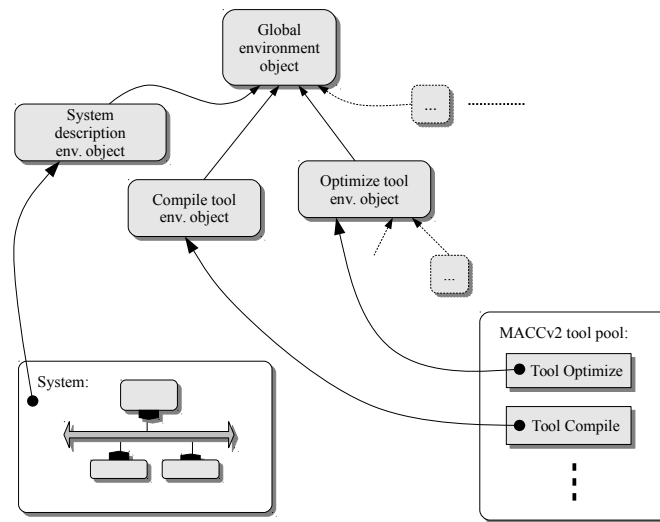 Global
environment
object
System
description
env. object
...
Compile tool
env. object
Optimize tool
env. object
...
MACCv2 tool pool:
Tool Optimize
Tool Compile
System: